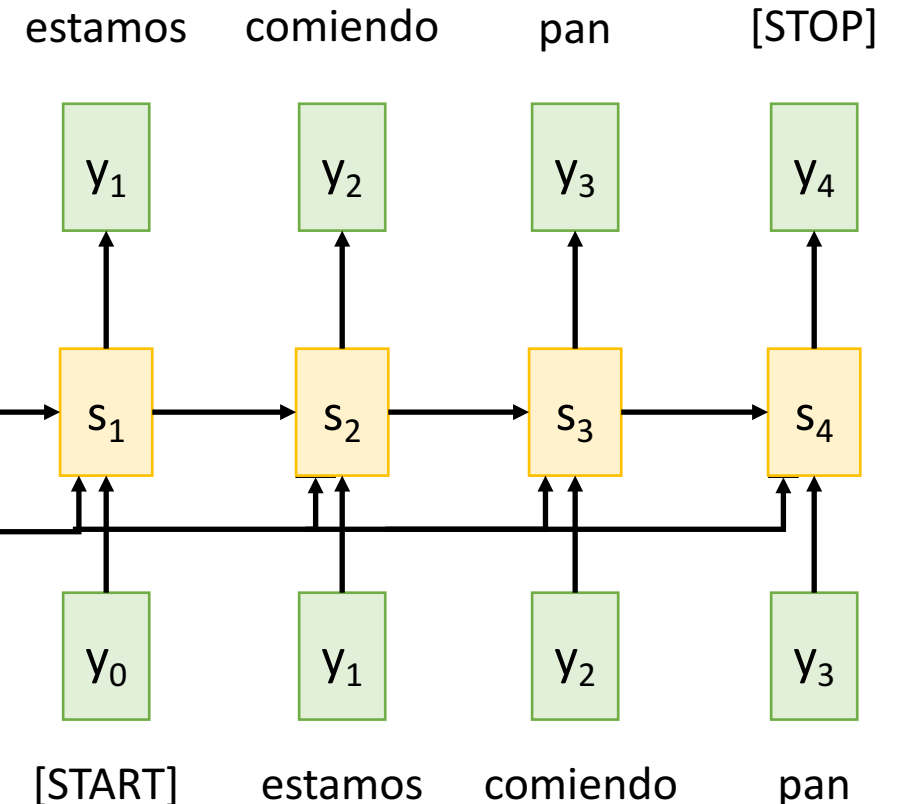 estamos comiendo pan [STOP]
y₁ y₂ y₃ y₄
s₁ s₂ s₃ s₄
y₀ y₁ y₂ y₃
[START] estamos comiendo pan